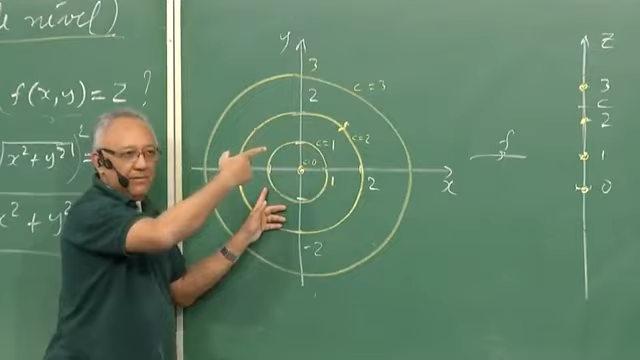 de nível)
f(x,y) = z ?
√x² + y² )² =
x² + y²
y
3
2
c=3
c=2
c=1
c=0
1
2
x
-2
f
z
3
c
2
1
0